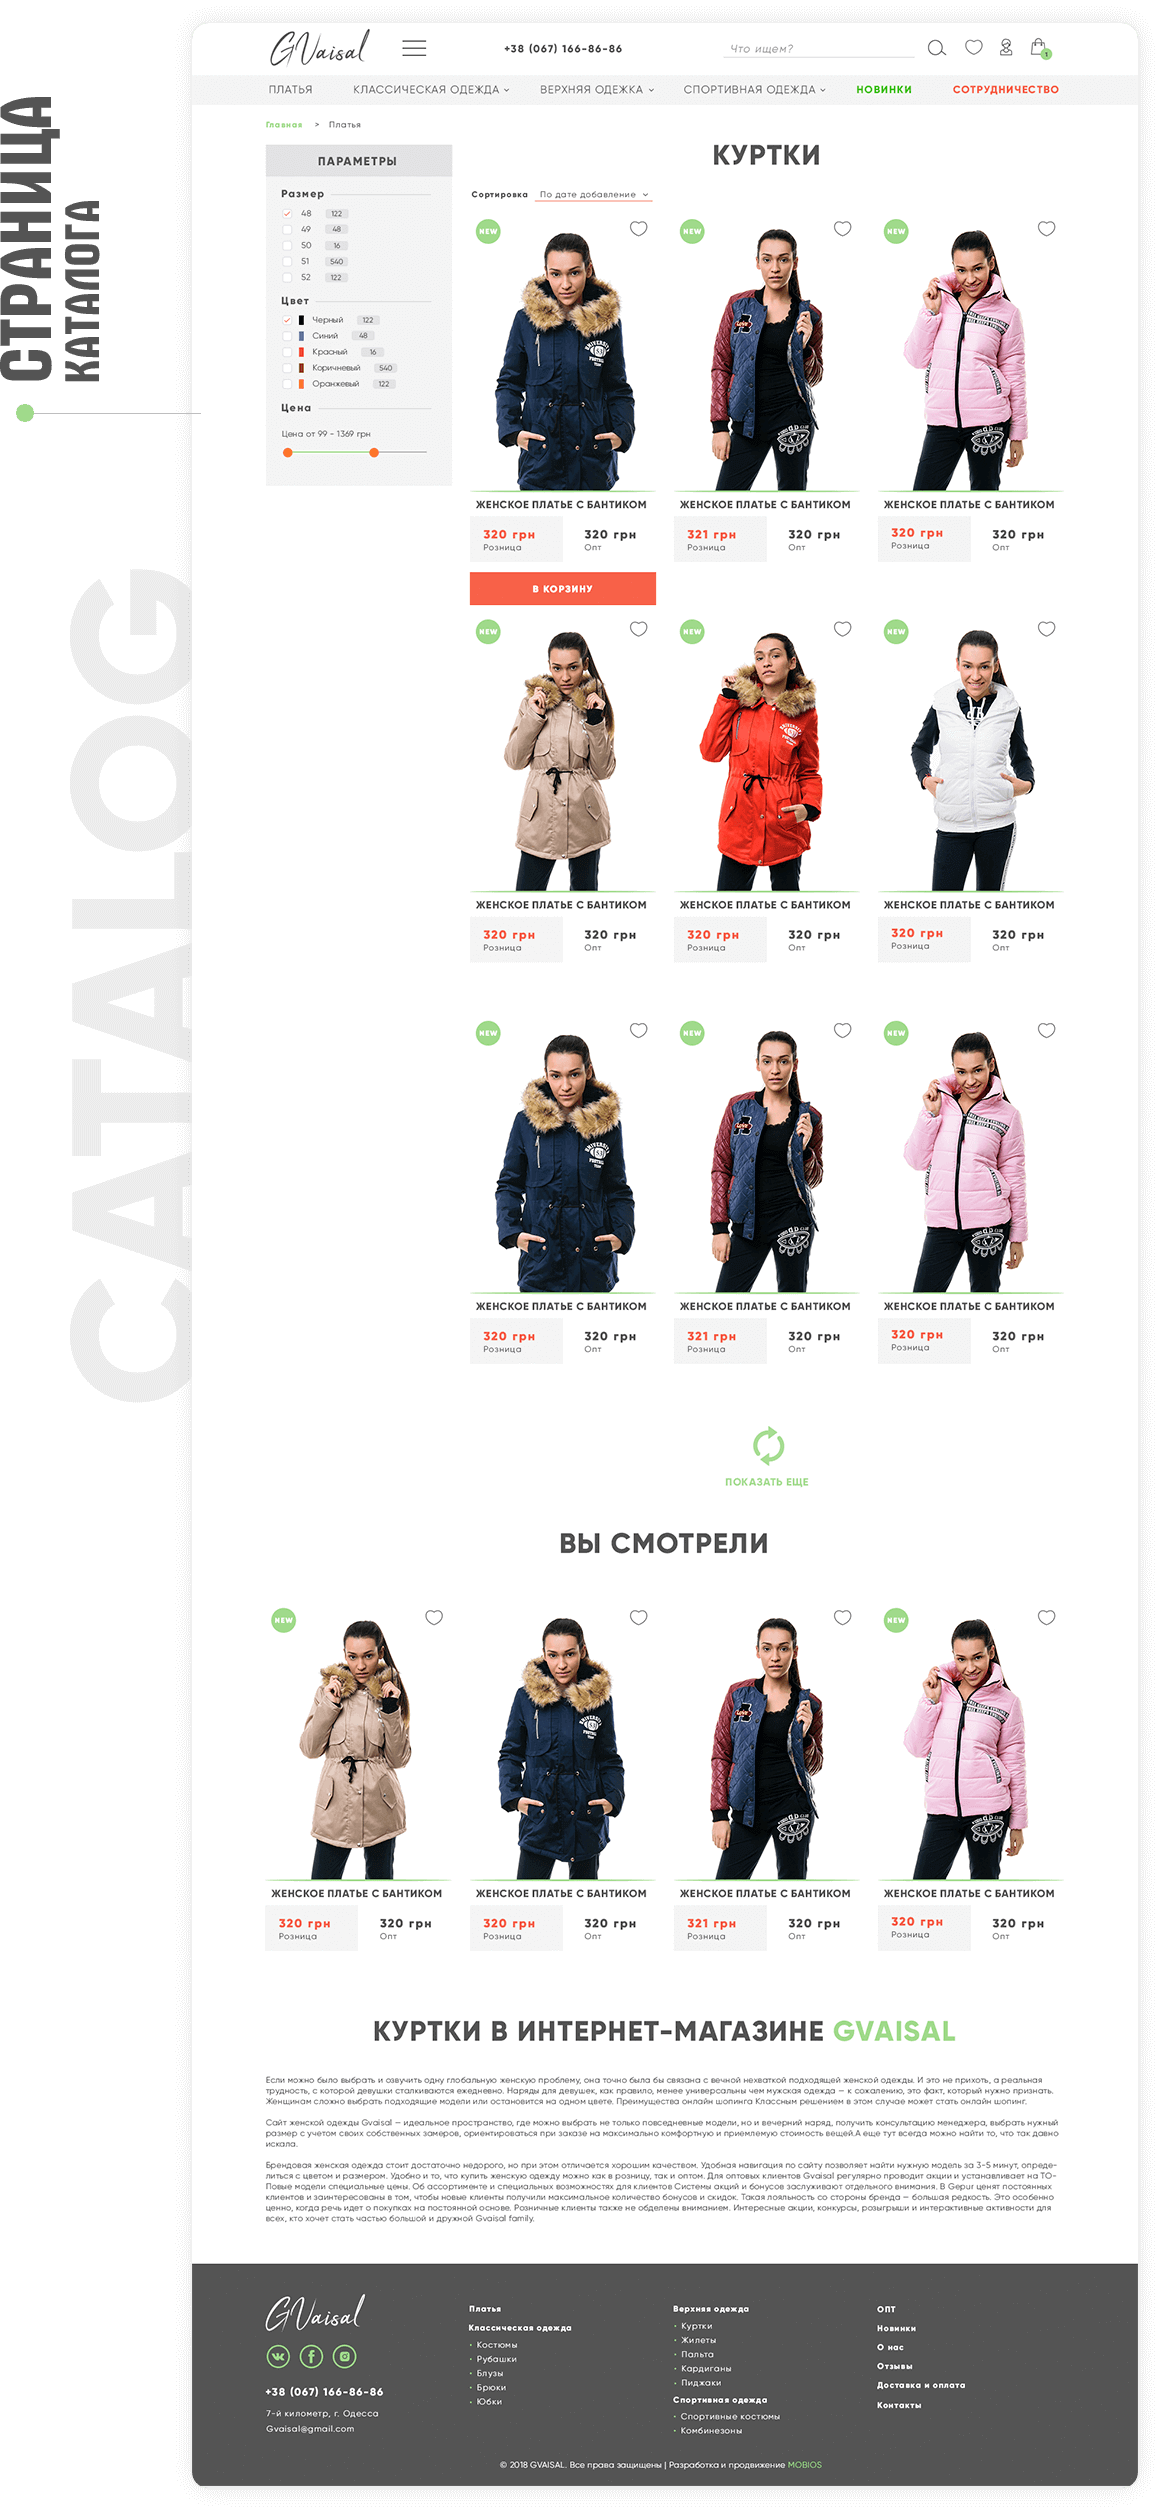 СТРАНИЦА
КАТАЛОГА
CATALOG
GVaisal
+38 (067) 166-86-86
Что ищем?
1
ПЛАТЬЯ КЛАССИЧЕСКАЯ ОДЕЖДА ВЕРХНЯЯ ОДЕЖКА СПОРТИВНАЯ ОДЕЖДА НОВИНКИ СОТРУДНИЧЕСТВО
Главная > Платья
ПАРАМЕТРЫ
Размер
48 122
49 48
50 16
51 540
52 122
Цвет
Черный 122
Синий 48
Красный 16
Коричневый 540
Оранжевый 122
Цена
Цена от 99 - 1369 грн
КУРТКИ
Сортировка По дате добавление
NEW NEW NEW
ЖЕНСКОЕ ПЛАТЬЕ С БАНТИКОМ ЖЕНСКОЕ ПЛАТЬЕ С БАНТИКОМ ЖЕНСКОЕ ПЛАТЬЕ С БАНТИКОМ
320 грн 320 грн 321 грн 320 грн 320 грн 320 грн
Розница Опт Розница Опт Розница Опт
В КОРЗИНУ
NEW NEW NEW
ЖЕНСКОЕ ПЛАТЬЕ С БАНТИКОМ ЖЕНСКОЕ ПЛАТЬЕ С БАНТИКОМ ЖЕНСКОЕ ПЛАТЬЕ С БАНТИКОМ
320 грн 320 грн 320 грн 320 грн 320 грн 320 грн
Розница Опт Розница Опт Розница Опт
NEW NEW NEW
ЖЕНСКОЕ ПЛАТЬЕ С БАНТИКОМ ЖЕНСКОЕ ПЛАТЬЕ С БАНТИКОМ ЖЕНСКОЕ ПЛАТЬЕ С БАНТИКОМ
320 грн 320 грн 321 грн 320 грн 320 грн 320 грн
Розница Опт Розница Опт Розница Опт
ПОКАЗАТЬ ЕЩЕ
ВЫ СМОТРЕЛИ
NEW NEW
ЖЕНСКОЕ ПЛАТЬЕ С БАНТИКОМ ЖЕНСКОЕ ПЛАТЬЕ С БАНТИКОМ ЖЕНСКОЕ ПЛАТЬЕ С БАНТИКОМ ЖЕНСКОЕ ПЛАТЬЕ С БАНТИКОМ
320 грн 320 грн 320 грн 320 грн 321 грн 320 грн 320 грн 320 грн
Розница Опт Розница Опт Розница Опт Розница Опт
КУРТКИ В ИНТЕРНЕТ-МАГАЗИНЕ GVAISAL
Если можно было выбрать и озвучить одну глобальную женскую проблему, она точно была бы связана с вечной нехваткой подходящей женской одежды. И это не прихоть, а реальная
трудность, с которой девушки сталкиваются ежедневно. Наряды для девушек, как правило, менее универсальны чем мужская одежда — к сожалению, это факт, который нужно признать.
Женщинам сложно выбрать подходящие модели или остановится на одном цвете. Преимущества онлайн шопинга Классным решением в этом случае может стать онлайн шопинг.
Сайт женской одежды Gvaisal — идеальное пространство, где можно выбрать не только повседневные модели, но и вечерний наряд, получить консультацию менеджера, выбрать нужный
размер с учетом своих собственных замеров, ориентироваться при заказе на максимально комфортную и приемлемую стоимость вещей.А еще тут всегда можно найти то, что так давно
искала.
Брендовая женская одежда стоит достаточно недорого, но при этом отличается хорошим качеством. Удобная навигация по сайту позволяет найти нужную модель за 3-5 минут, опреде-
литься с цветом и размером. Удобно и то, что купить женскую одежду можно как в розницу, так и оптом. Для оптовых клиентов Gvaisal регулярно проводит акции и устанавливает на ТО-
Повые модели специальные цены. Об ассортименте и специальных возможностях для клиентов Системы акций и бонусов заслуживают отдельного внимания. В Gepur ценят постоянных
клиентов и заинтересованы в том, чтобы новые клиенты получили максимальное количество бонусов и скидок. Такая лояльность со стороны бренда — большая редкость. Это особенно
ценно, когда речь идет о покупках на постоянной основе. Розничные клиенты также не обделены вниманием. Интересные акции, конкурсы, розыгрыши и интерактивные активности для
всех, кто хочет стать частью большой и дружной Gvaisal family.
GVaisal
+38 (067) 166-86-86
7-й километр, г. Одесса
Gvaisal@gmail.com
Платья
Классическая одежда
• Костюмы
• Рубашки
• Блузы
• Брюки
• Юбки
Верхняя одежда
• Куртки
• Жилеты
• Пальта
• Кардиганы
• Пиджаки
Спортивная одежда
• Спортивные костюмы
• Комбинезоны
ОПТ
Новинки
О нас
Отзывы
Доставка и оплата
Контакты
© 2018 GVAISAL. Все права защищены | Разработка и продвижение MOBIOS